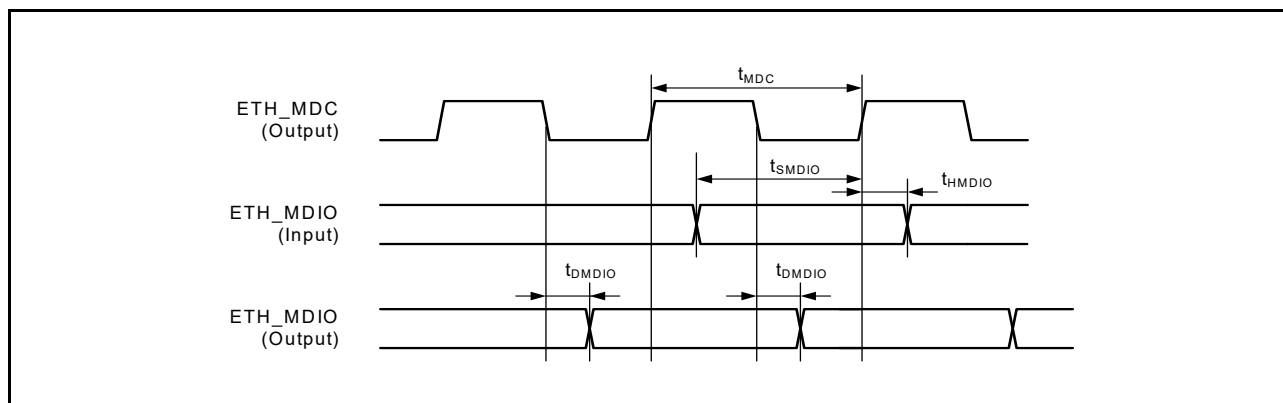 tMDC
ETH_MDC
(Output)
tSMDIO
tHMDIO
ETH_MDIO
(Input)
tDMDIO
tDMDIO
ETH_MDIO
(Output)